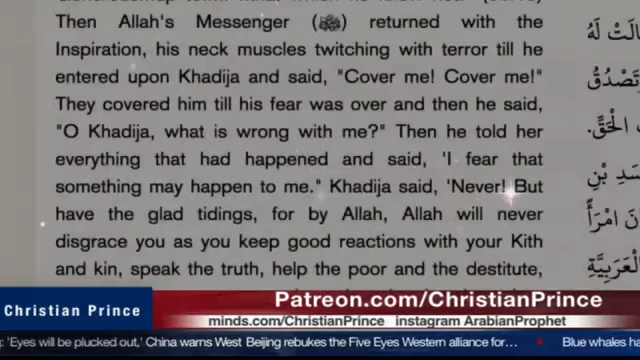 Then Allah's Messenger (ﷺ) returned with the
Inspiration, his neck muscles twitching with terror till he
entered upon Khadija and said, "Cover me! Cover me!"
They covered him till his fear was over and then he said,
"O Khadija, what is wrong with me?" Then he told her
everything that had happened and said, 'I fear that
something may happen to me." Khadija said, 'Never! But
have the glad tidings, for by Allah, Allah will never
disgrace you as you keep good reactions with your Kith
and kin, speak the truth, help the poor and the destitute,
لَهُ
الْحَقِّ.
Christian Prince
Patreon.com/ChristianPrince
minds.com/ChristianPrince instagram ArabianProphet
'Eyes will be plucked out,' China warns West Beijing rebukes the Five Eyes Western alliance for…
Blue whales